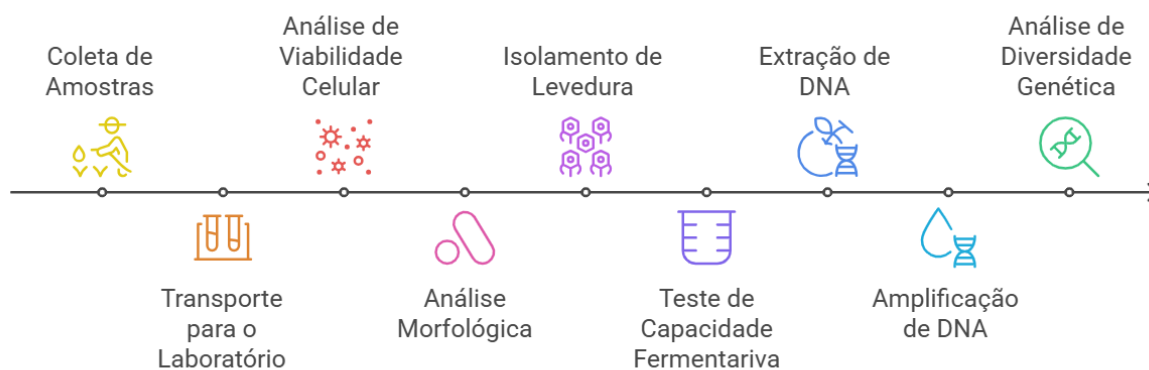 Coleta de
Amostras
Transporte
para o
Laboratório
Análise de
Viabilidade
Celular
Análise
Morfológica
Isolamento de
Levedura
Teste de
Capacidade
Fermentariva
Extração de
DNA
Amplificação
de DNA
Análise de
Diversidade
Genética